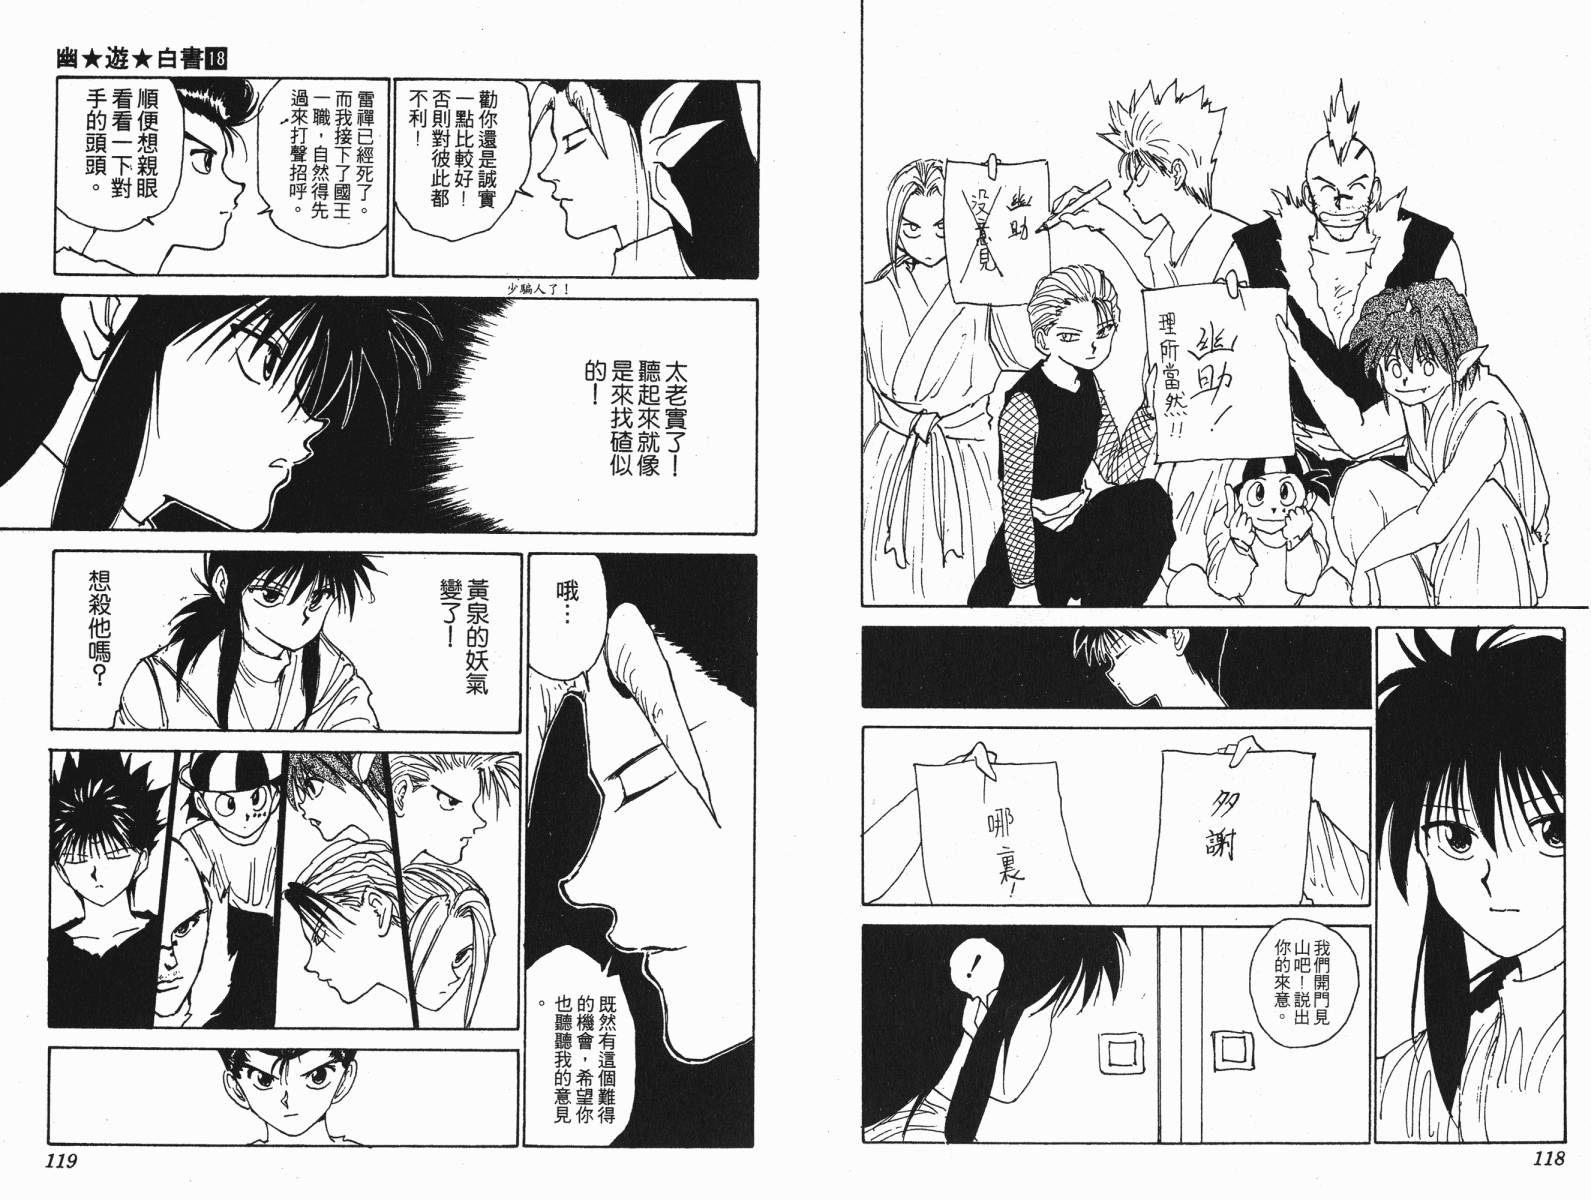 幽助
没意見
幽助！
理所當然!!
多謝
哪裏！
我們開門見
山吧！說出
你的來意。
！
118
幽★遊★白書18
勸你還是誠實
一點比較好！
否則對彼此都
不利！
雷禪已經死了。
而我接下了國王
一職，自然得先
過來打聲招呼。
順便想親眼
看看一下對
手的頭頭。
少騙人了！
太老實了！
聽起來就像
是來找碴似
的！
哦…
既然有這個難得
的機會，希望你
也聽聽我的意見
。
黃泉的妖氣
變了！
想殺他嗎？
119